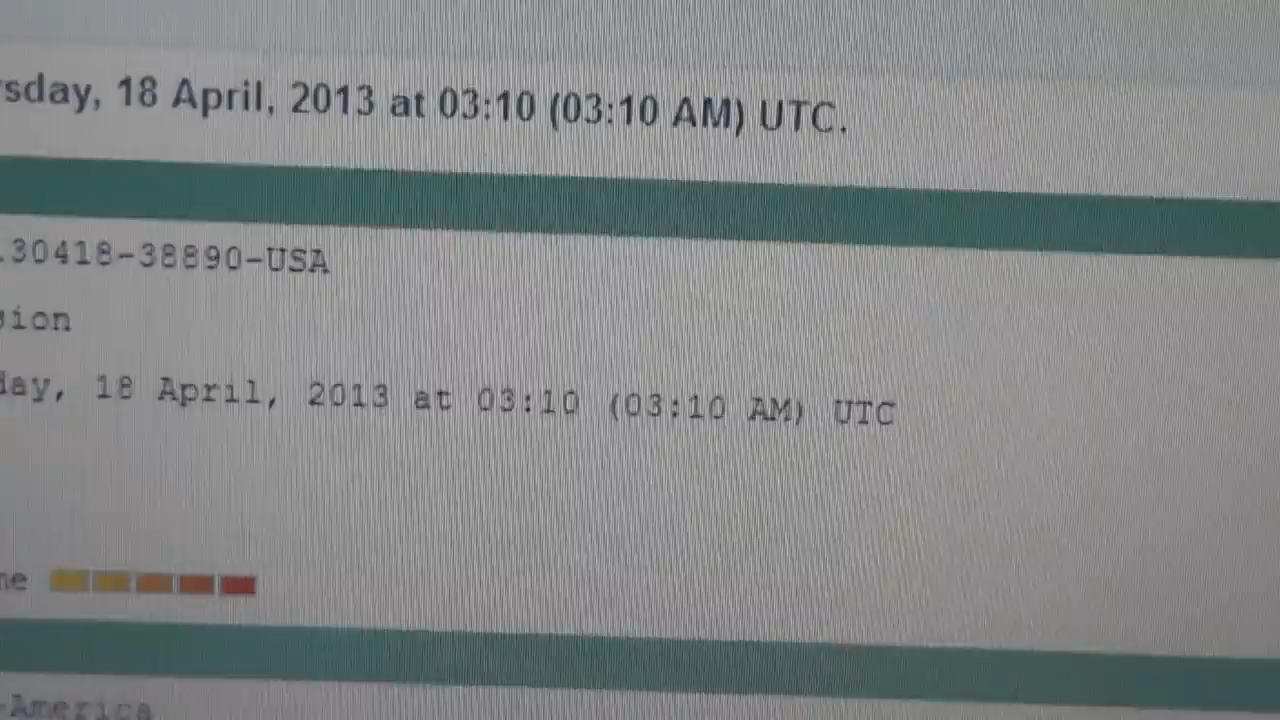 sday, 18 April, 2013 at 03:10 (03:10 AM) UTC.
30418-38890-USA
sion
day, 18 April, 2013 at 03:10 (03:10 AM) UTC
me
-America